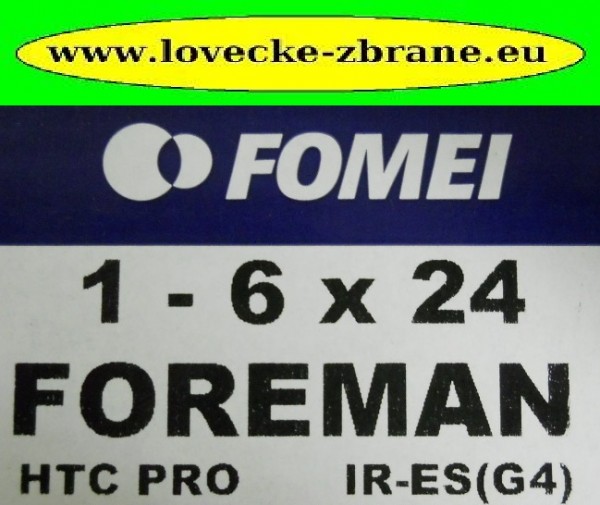 www.lovecke-zbrane.eu
FOMEI
1 - 6 x 24
FOREMAN
HTC PRO IR-ES(G4)